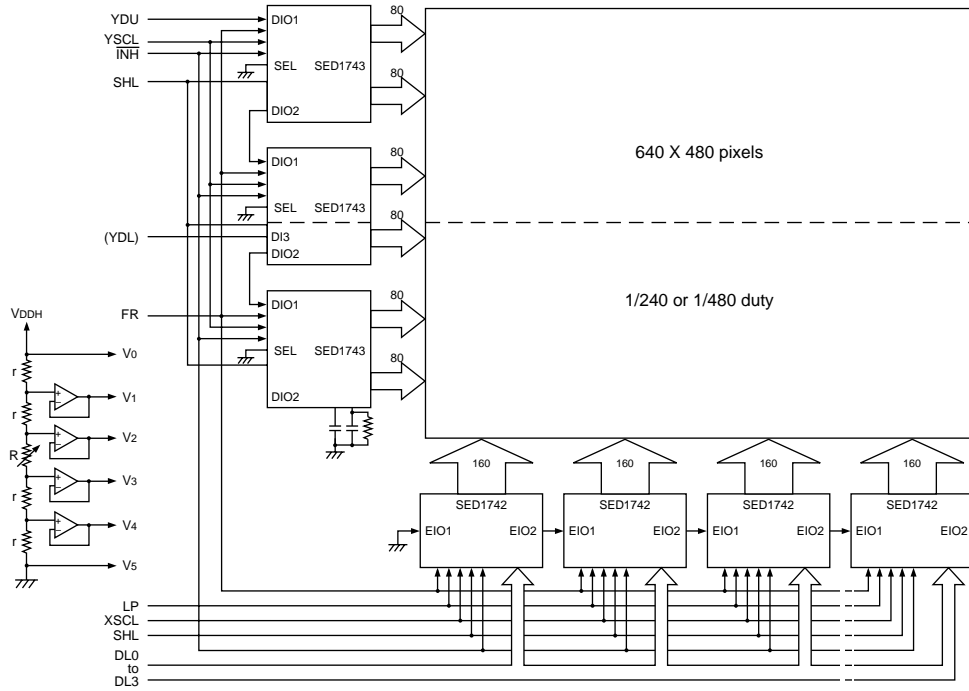 YDU
YSCL
INH
SHL
DIO1
SEL
SED1743
DIO2
80
80
DIO1
SEL
SED1743
DI3
DIO2
80
80
(YDL)
FR
DIO1
SEL
SED1743
DIO2
80
80
640 X 480 pixels
1/240 or 1/480 duty
VDDH
V0
r
V1
r
V2
R
V3
r
V4
r
V5
+
−
+
−
+
−
+
−
160
160
160
160
SED1742
EIO1
EIO2
SED1742
EIO1
EIO2
SED1742
EIO1
EIO2
SED1742
EIO1
EIO2
LP
XSCL
SHL
DL0
to
DL3